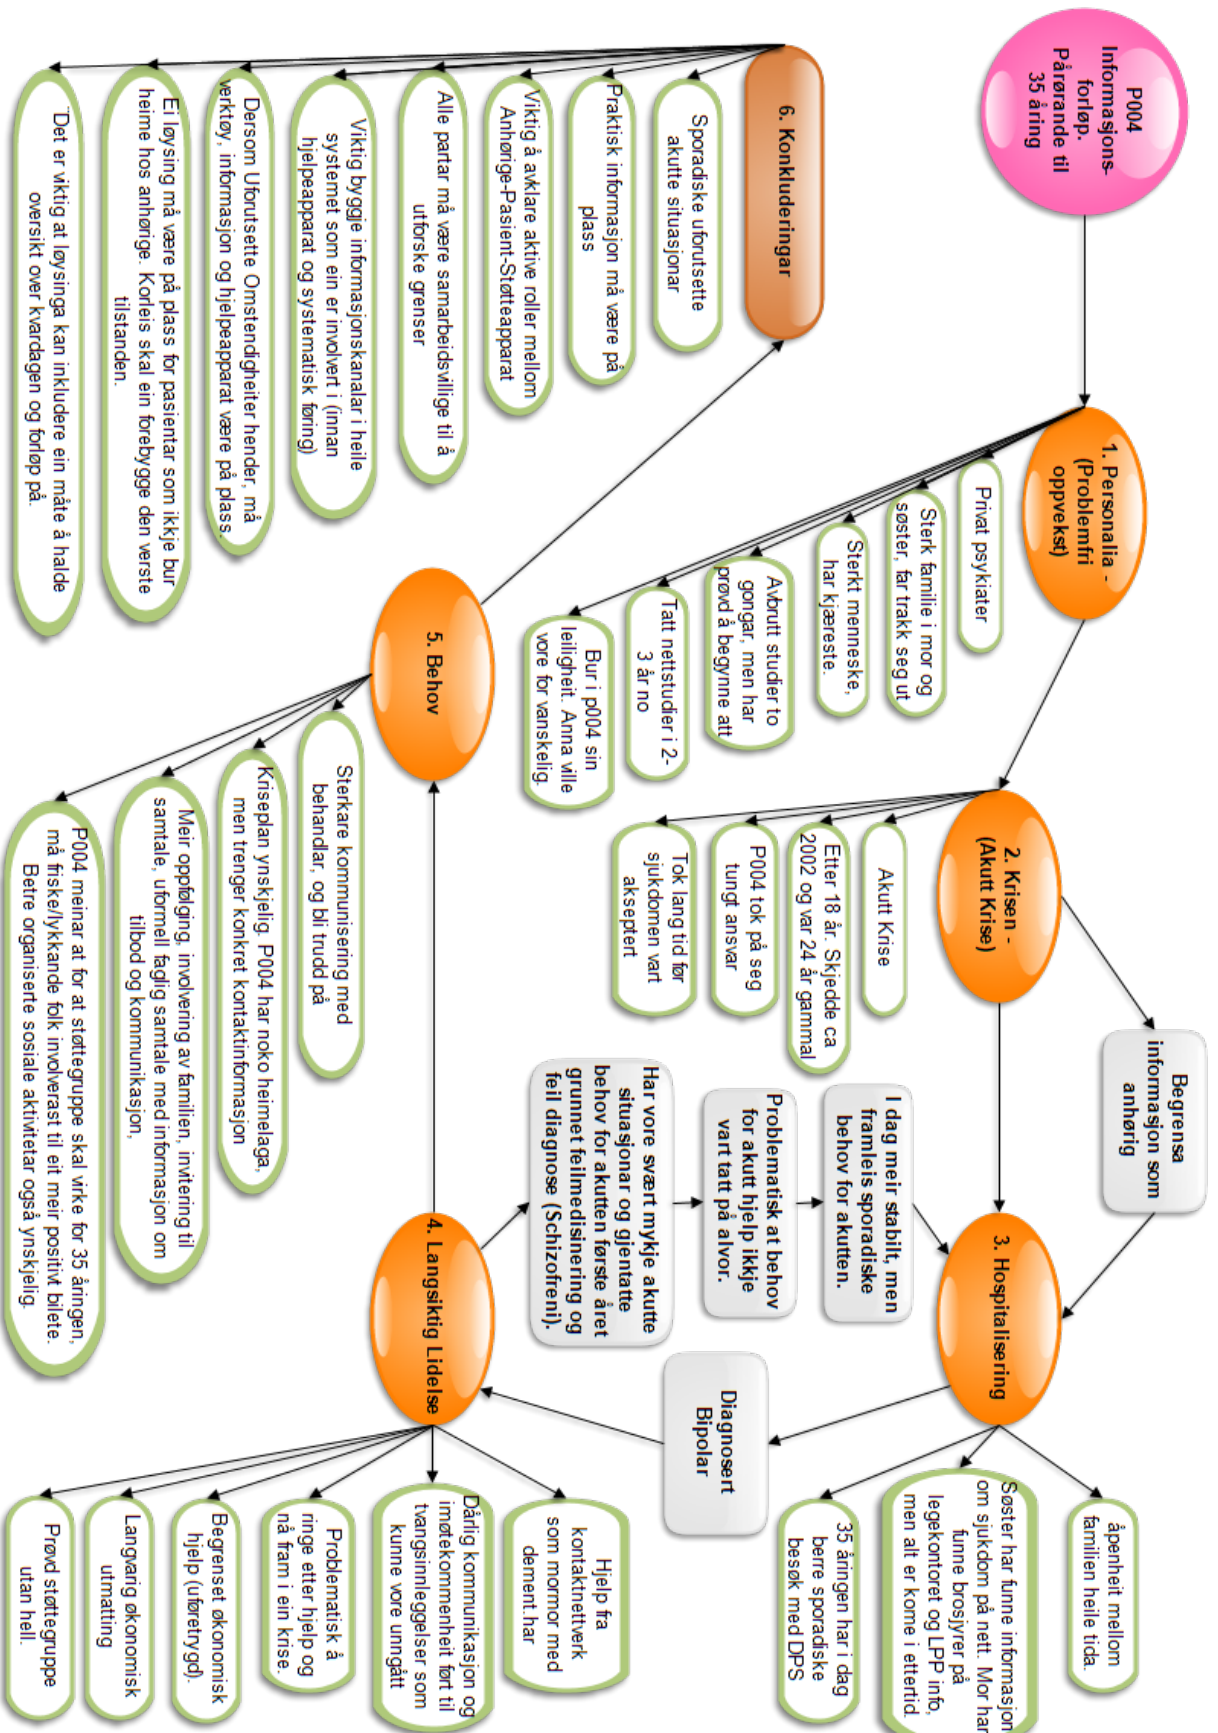 P004
Informasjons-
forløp.
Pårørande til
35 åring
1. Personalia -
(Problemfri
oppvekst)
Privat psykiater
Sterk familie i mor og
søster, far trakk seg ut
Sterkt menneske,
har kjæreste.
Avbrutt studier to
gongar, men har
prøvd å begynne att
Tatt nettstudier i 2-
3 år no
Bur i p004 sin
leilighet. Anna ville
vore for vanskelig.
2. Krisen -
(Akutt Krise)
Akutt Krise
Etter 18 år. Skjedde ca
2002 og var 24 år gammal
P004 tok på seg
tungt ansvar
Tok lang tid før
sjukdomen vart
akseptert
Begrensa
informasjon som
anhørig
3. Hospitalisering
åpenheit mellom
familien heile tida.
Søster har funne informasjon
om sjukdom på nett. Mor har
funne brosjyrer på
legekontoret og LPP info,
men alt er kome i ettertid.
35 åringen har i dag
berre sporadiske
besøk med DPS
Diagnosert
Bipolar
I dag meir stabilt, men
framleis sporadiske
behov for akutten.
Problematisk at behov
for akutt hjelp ikkje
vart tatt på alvor.
Har vore svært mykje akutte
situasjonar og gjentatte
behov for akutten første året
grunnet feilmedisinering og
feil diagnose (Schizofreni).
4. Langsiktig Lidelse
Hjelp fra
kontaktnettverk
som mormor med
dement.har
Dårlig kommunikasjon og
imøtekommenheit ført til
tvangsinnleggelser som
kunne vore unngått
Problematisk å
ringe etter hjelp og
nå fram i ein krise.
Begrenset økonomisk
hjelp (uføretrygd).
Langvarig økonomisk
utmatting
Prøvd støttegruppe
utan hell.
5. Behov
Sterkare kommunisering med
behandlar, og bli trudd på
Kriseplan ynskjelig. P004 har noko heimelaga,
men trenger konkret kontaktinformasjon
Meir oppfølging, involvering av familien, invitering til
samtale, uformell faglig samtale med informasjon om
tilbod og kommunikasjon,
P004 meinar at for at støttegruppe skal virke for 35 åringen,
må friske/lykkande folk involverast til eit meir positivt bilete.
Betre organiserte sosiale aktivitetar også ynskjelig.
6. Konkluderingar
Sporadiske uforutsette
akutte situasjonar
Praktisk informasjon må være på
plass
Viktig å avklare aktive roller mellom
Anhørige-Pasient-Støtteapparat
Alle partar må være samarbeidsvillige til å
utforske grenser
Viktig byggje informasjonskanalar i heile
systemet som ein er involvert i (innan
hjelpeapparat og systematisk føring)
Dersom Uforutsette Omstendigheiter hender, må
verktøy, informasjon og hjelpeapparat være på plass.
Ei løysing må være på plass for pasientar som ikkje bur
heime hos anhørige. Korleis skal ein forebygge den verste
tilstanden.
¨Det er viktig at løysinga kan inkludere ein måte å halde
oversikt over kvardagen og forløp på.